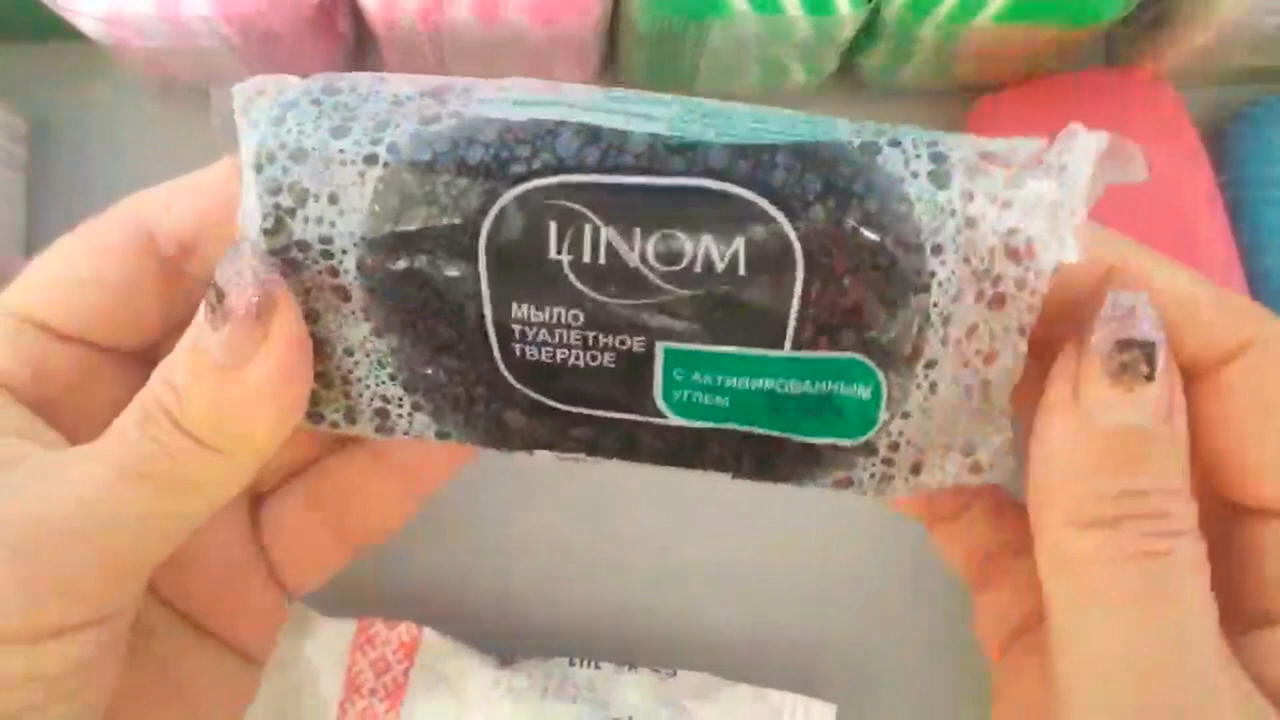 LINOM
МЫЛО
ТУАЛЕТНОЕ
ТВЕРДОЕ
С АКТИВИРОВАННЫМ
УГЛЕМ